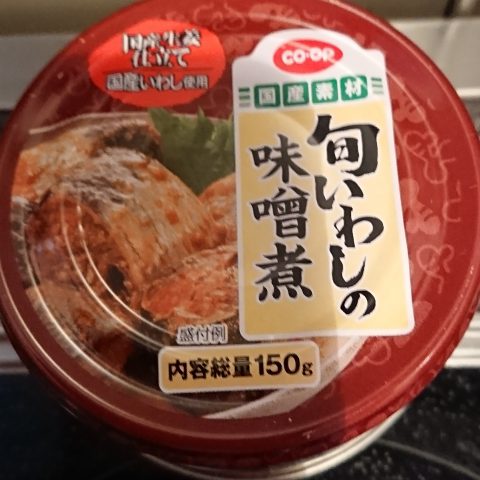 国産生姜
仕立て
国産いわし使用
CO・OP
国産素材
旬いわしの
味噌煮
盛付例
内容総量150g